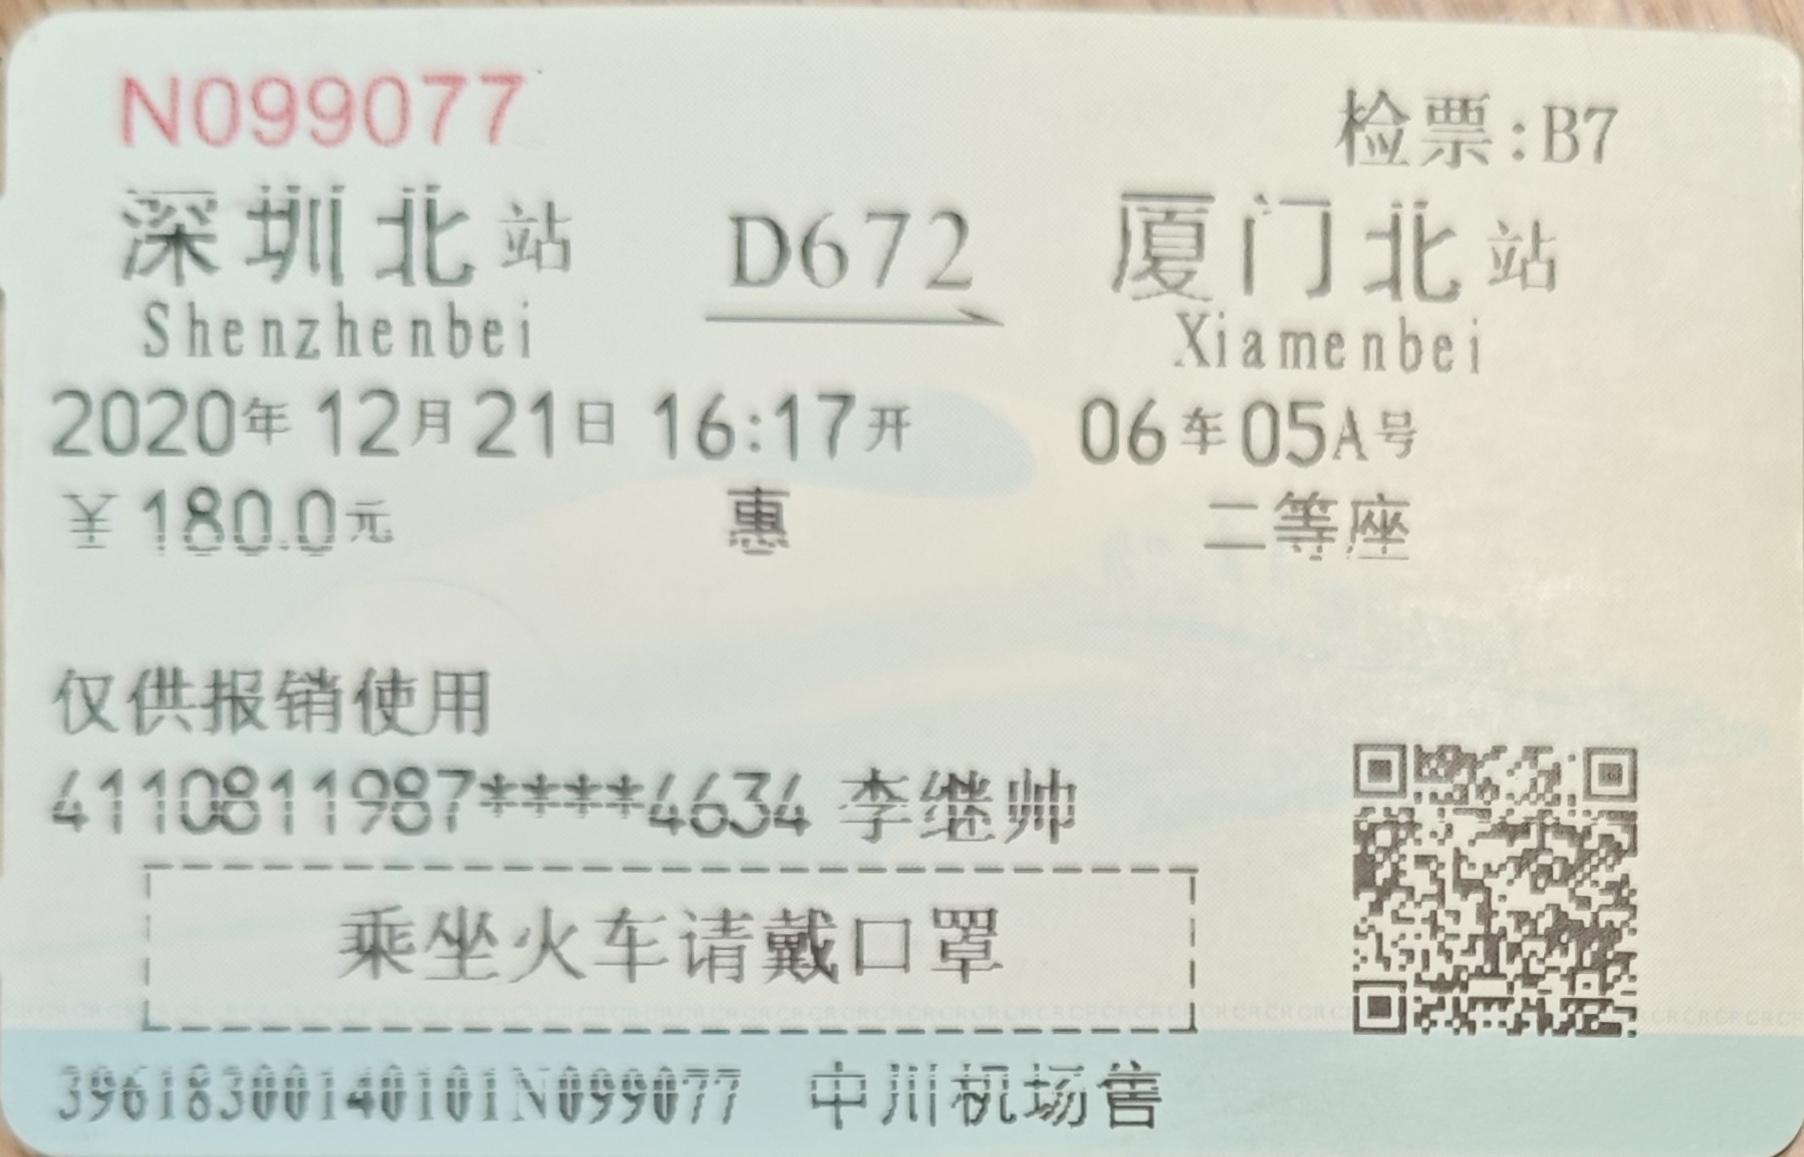 N099077
检票:B7
深圳北站 D672 厦门北站
Shenzhenbei Xiamenbei
2020年12月21日 16:17开 06车05A号
￥180.0元 惠 二等座
仅供报销使用
4110811987****4634 李继帅
乘坐火车请戴口罩
39618300140101N099077 中川机场售